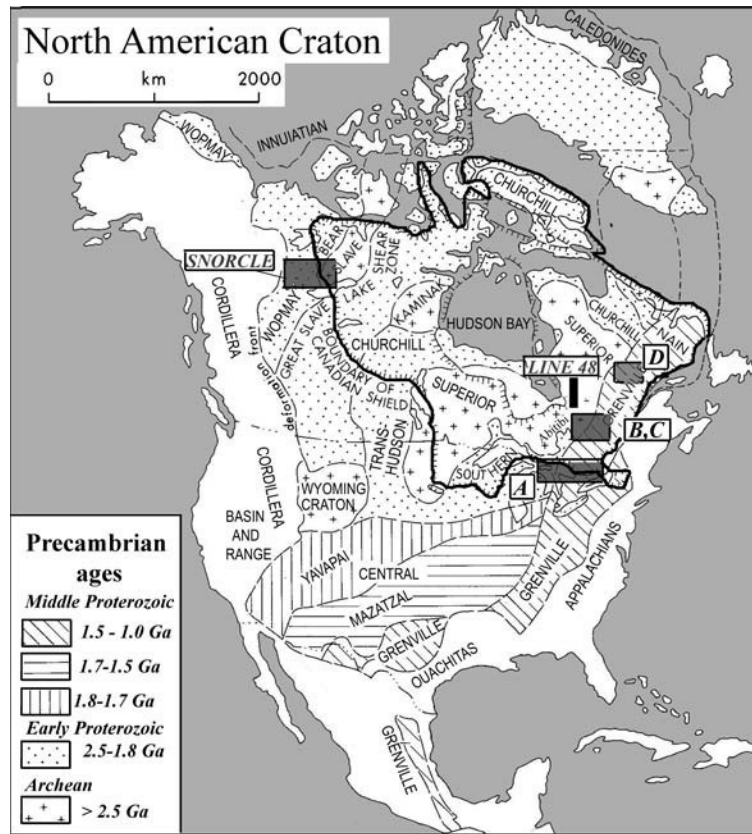 North American Craton
0 km 2000
CALEDONIDES
INNUITIAN
WOPMAY
CHURCHILL
SNORCLE
BEAR
SLAVE
SHEAR
ZONE
GREAT SLAVE LAKE
WOPMAY
KAMINAK
CORDILLERA
HUDSON BAY
CHURCHILL
SUPERIOR
CHURCHILL
NAIN
BOUNDARY OF
CANADIAN SHIELD
deformation front
LINE 48
D
SUPERIOR
GRENVILLE
Abitibi
B,C
TRANS-
HUDSON
SOUTHERN
A
CORDILLERA
WYOMING
CRATON
BASIN
AND
RANGE
YAVAPAI
CENTRAL
MAZATZAL
GRENVILLE
APPALACHIANS
GRENVILLE
OUACHITAS
GRENVILLE
Precambrian
ages
Middle Proterozoic
1.5 - 1.0 Ga
1.7-1.5 Ga
1.8-1.7 Ga
Early Proterozoic
2.5-1.8 Ga
Archean
> 2.5 Ga